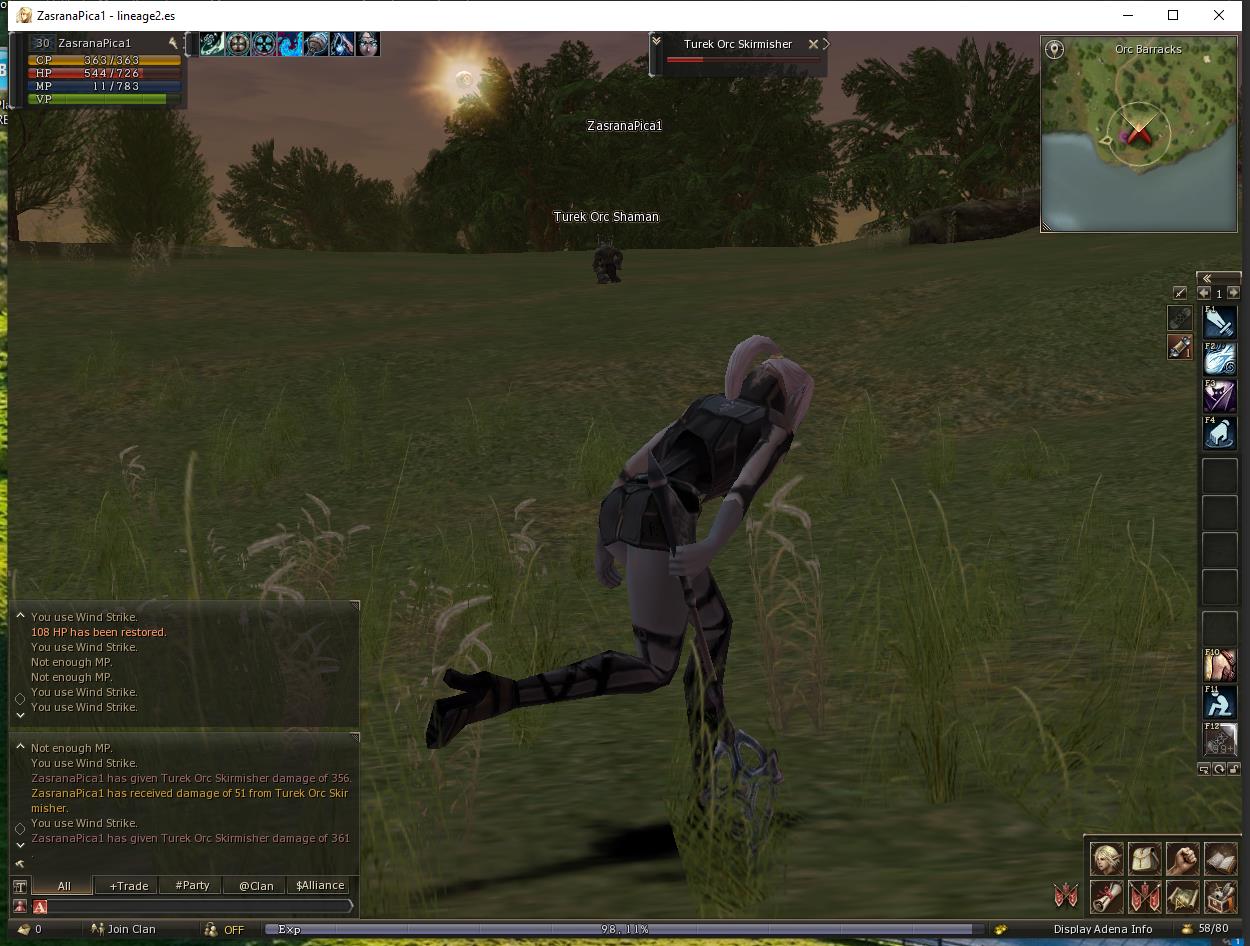 ZasranaPica1 - lineage2.es
30 ZasranaPica1
CP 363/363
HP 544/726
MP 11/783
VP
Turek Orc Skirmisher
Orc Barracks
ZasranaPica1
Turek Orc Shaman
1
F1
1
F2
F3
F4
F10
F11
F12
99+
You use Wind Strike.
108 HP has been restored.
You use Wind Strike.
Not enough MP.
Not enough MP.
You use Wind Strike.
You use Wind Strike.
Not enough MP.
You use Wind Strike.
ZasranaPica1 has given Turek Orc Skirmisher damage of 356.
ZasranaPica1 has received damage of 51 from Turek Orc Skir
misher.
You use Wind Strike.
ZasranaPica1 has given Turek Orc Skirmisher damage of 361
.
T All +Trade #Party @Clan $Alliance
A
0 Join Clan OFF Exp 98.11% Display Adena Info 58/80